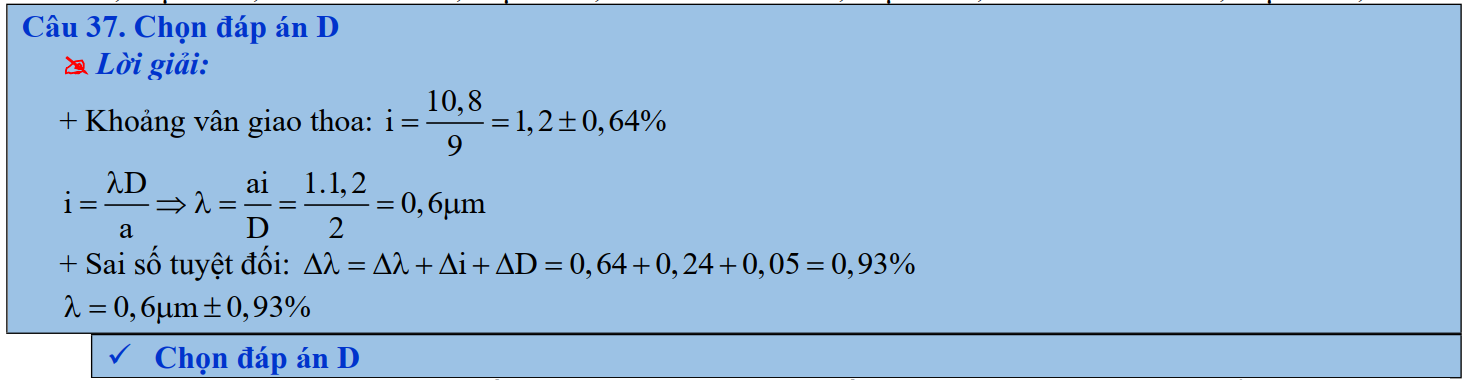 Câu 37. Chọn đáp án D
Lời giải:
+ Khoảng vân giao thoa: i = 10,8/9 = 1,2 ± 0,64%
i = λD/a ⇒ λ = ai/D = 1.1,2/2 = 0,6μm
+ Sai số tuyệt đối: Δλ = Δλ + Δi + ΔD = 0,64 + 0,24 + 0,05 = 0,93%
λ = 0,6μm ± 0,93%
✓ Chọn đáp án D